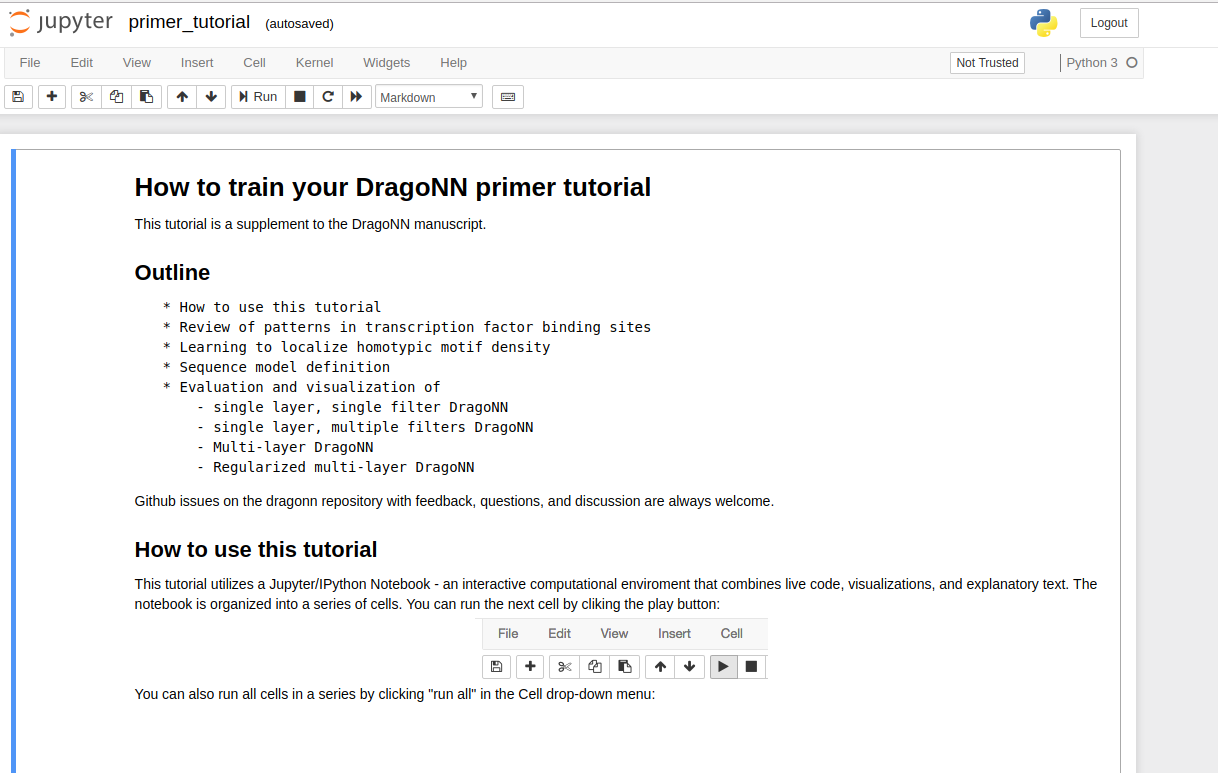 jupyter primer_tutorial (autosaved)
Logout
File Edit View Insert Cell Kernel Widgets Help
Not Trusted
Python 3
Run
Markdown
How to train your DragoNN primer tutorial
This tutorial is a supplement to the DragoNN manuscript.
Outline
* How to use this tutorial
* Review of patterns in transcription factor binding sites
* Learning to localize homotypic motif density
* Sequence model definition
* Evaluation and visualization of
- single layer, single filter DragoNN
- single layer, multiple filters DragoNN
- Multi-layer DragoNN
- Regularized multi-layer DragoNN
Github issues on the dragonn repository with feedback, questions, and discussion are always welcome.
How to use this tutorial
This tutorial utilizes a Jupyter/IPython Notebook - an interactive computational enviroment that combines live code, visualizations, and explanatory text. The
notebook is organized into a series of cells. You can run the next cell by cliking the play button:
File Edit View Insert Cell
You can also run all cells in a series by clicking "run all" in the Cell drop-down menu: